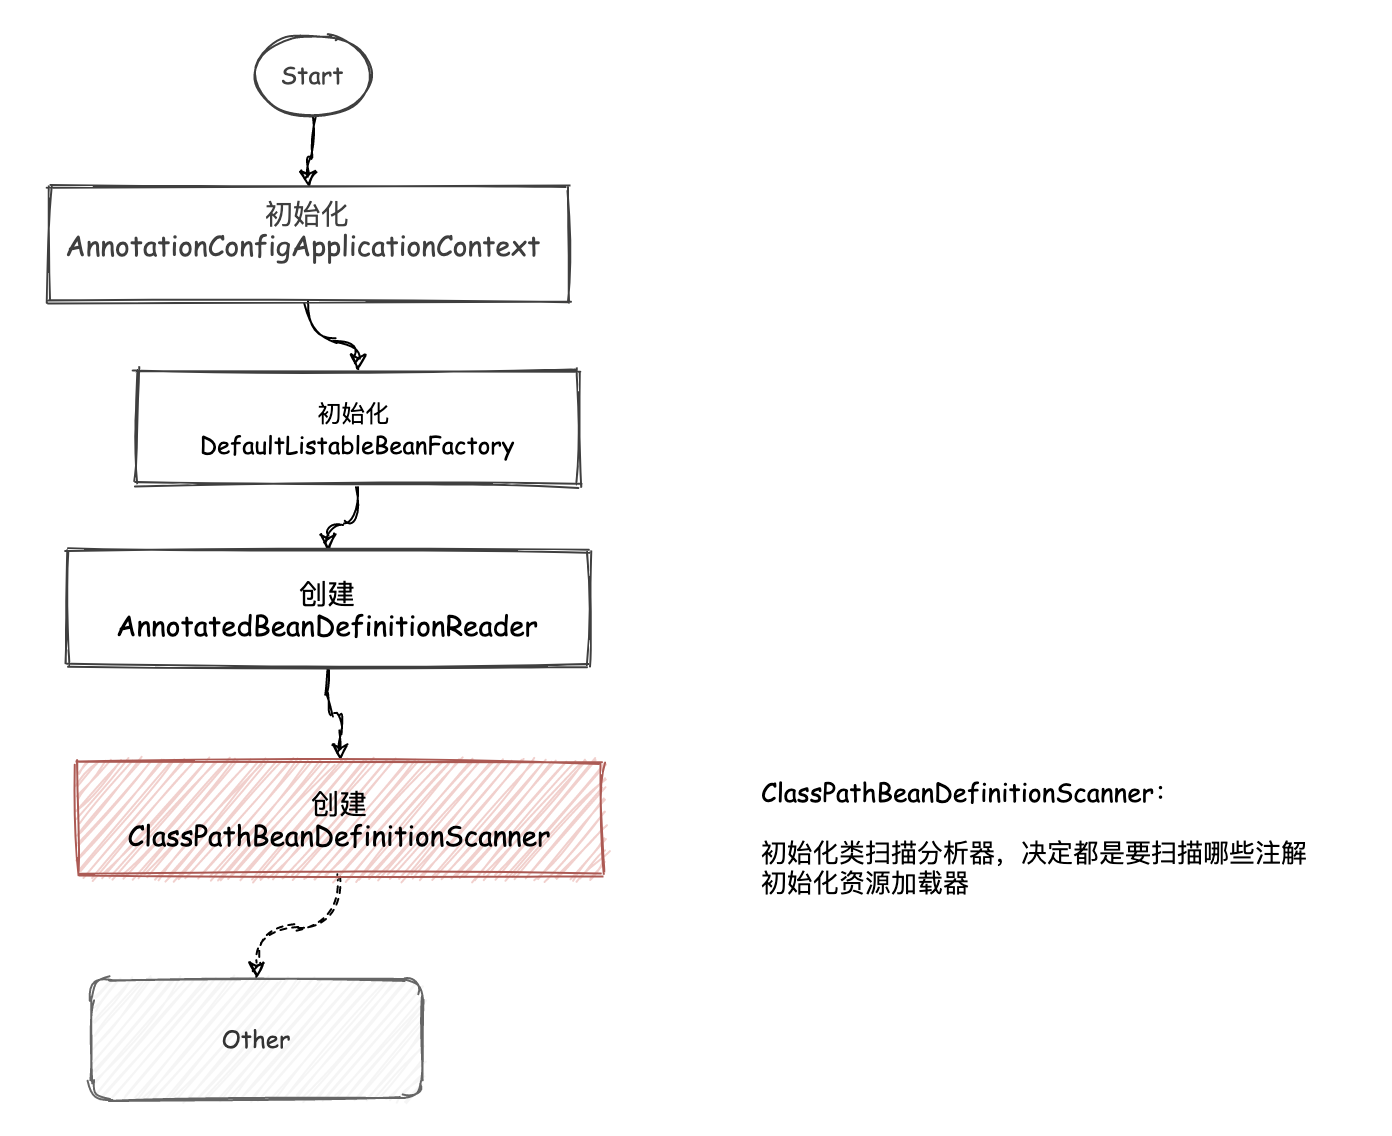 Start
初始化
AnnotationConfigApplicationContext
初始化
DefaultListableBeanFactory
创建
AnnotatedBeanDefinitionReader
创建
ClassPathBeanDefinitionScanner
ClassPathBeanDefinitionScanner：
初始化类扫描分析器，决定都是要扫描哪些注解
初始化资源加载器
Other